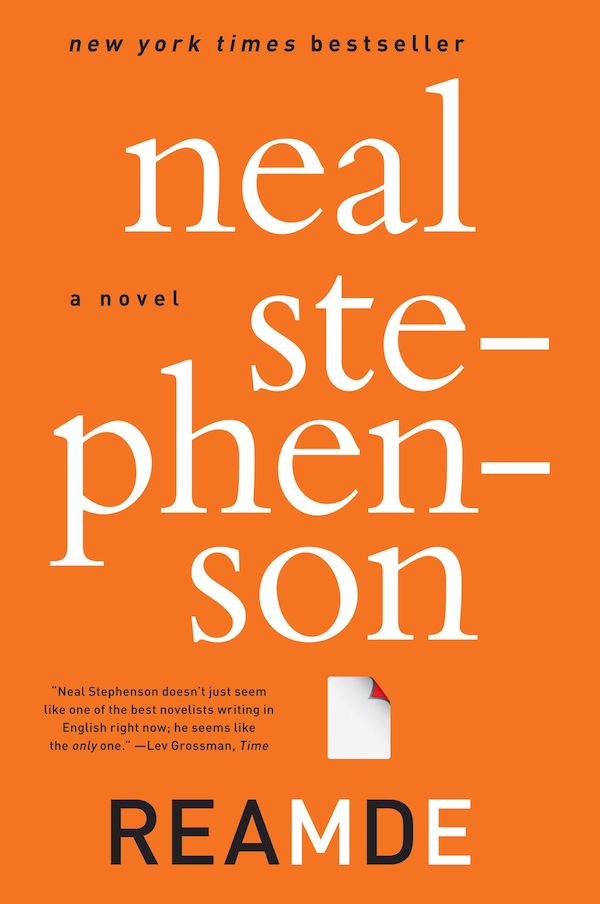 new york times bestseller
neal
a novel
ste-
phen-
son
“Neal Stephenson doesn’t just seem
like one of the best novelists writing in
English right now; he seems like
the only one.” —Lev Grossman, Time
REAMDE